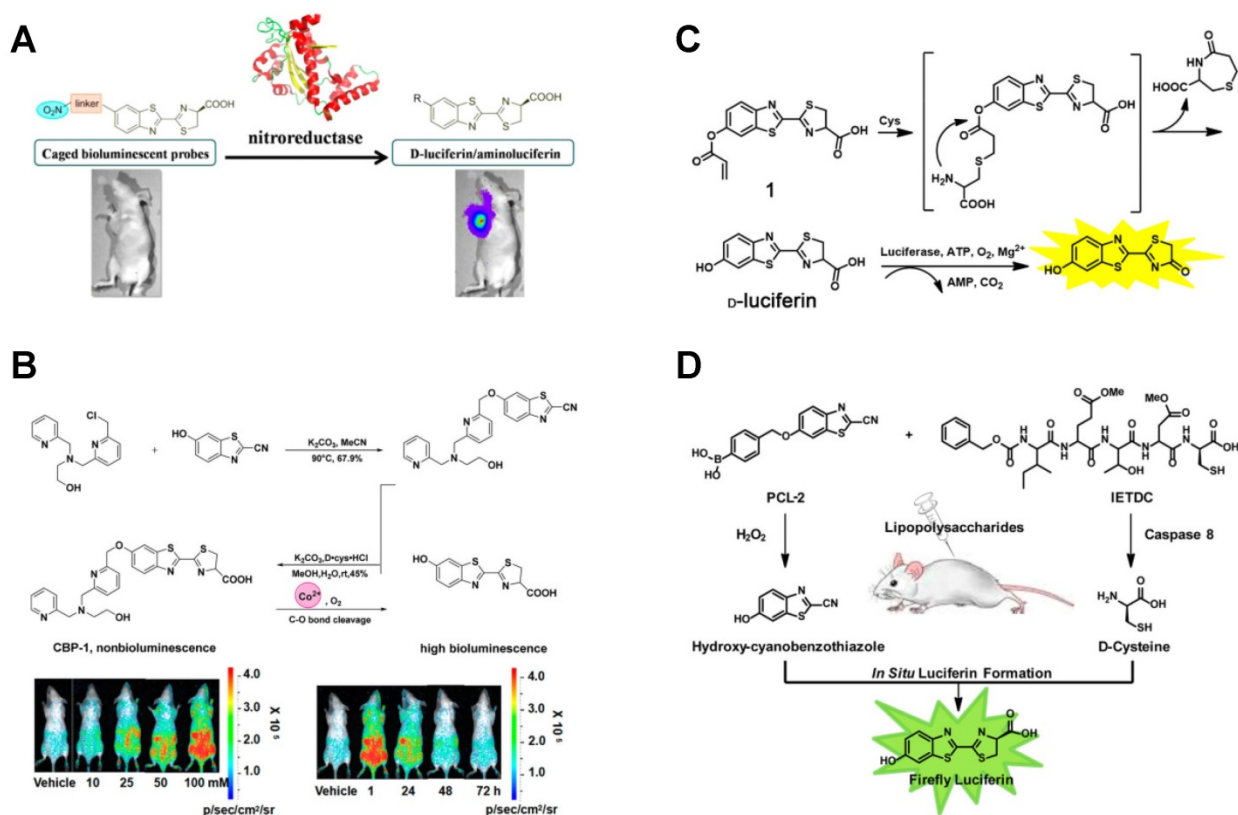 A
O₂N
linker
N
S
N
S
COOH
Caged bioluminescent probes
nitroreductase
R
N
S
N
S
COOH
D-luciferin/aminoluciferin
B
Cl
N
N
N
OH
+
HO
S
N
CN
K₂CO₃, MeCN
90°C, 67.9%
O
S
N
CN
N
N
N
OH
O
S
N
S
N
COOH
N
N
N
OH
K₂CO₃,D•cys•HCl
MeOH,H₂O,rt,45%
Co²⁺ , O₂
C-O bond cleavage
HO
S
N
S
N
COOH
CBP-1, nonbioluminescence
high bioluminescence
4.0
3.0
2.0
1.0
X 10⁵
Vehicle 10 25 50 100 mM
p/sec/cm²/sr
4.0
3.0
2.0
1.0
X 10⁵
Vehicle 1 24 48 72 h
p/sec/cm²/sr
C
N
S
S
N
O
OH
O
O
1
Cys
N
S
S
N
O
OH
O
O
S
H₂N
COOH
O
HN
HOOC
S
N
S
S
N
O
OH
HO
D-luciferin
Luciferase, ATP, O₂, Mg²⁺
AMP, CO₂
N
S
S
N
HO
O
D
HO
B
HO
O
S
N
CN
PCL-2
+
O
O
N
H
O
H
N
O
OMe
O
N
H
OH
O
H
N
MeO
O
O
N
H
O
OH
SH
IETDC
H₂O₂
Lipopolysaccharides
Caspase 8
HO
S
N
CN
Hydroxy-cyanobenzothiazole
H₂N
O
OH
SH
D-Cysteine
In Situ Luciferin Formation
HO
N
S
N
S
O
OH
Firefly Luciferin